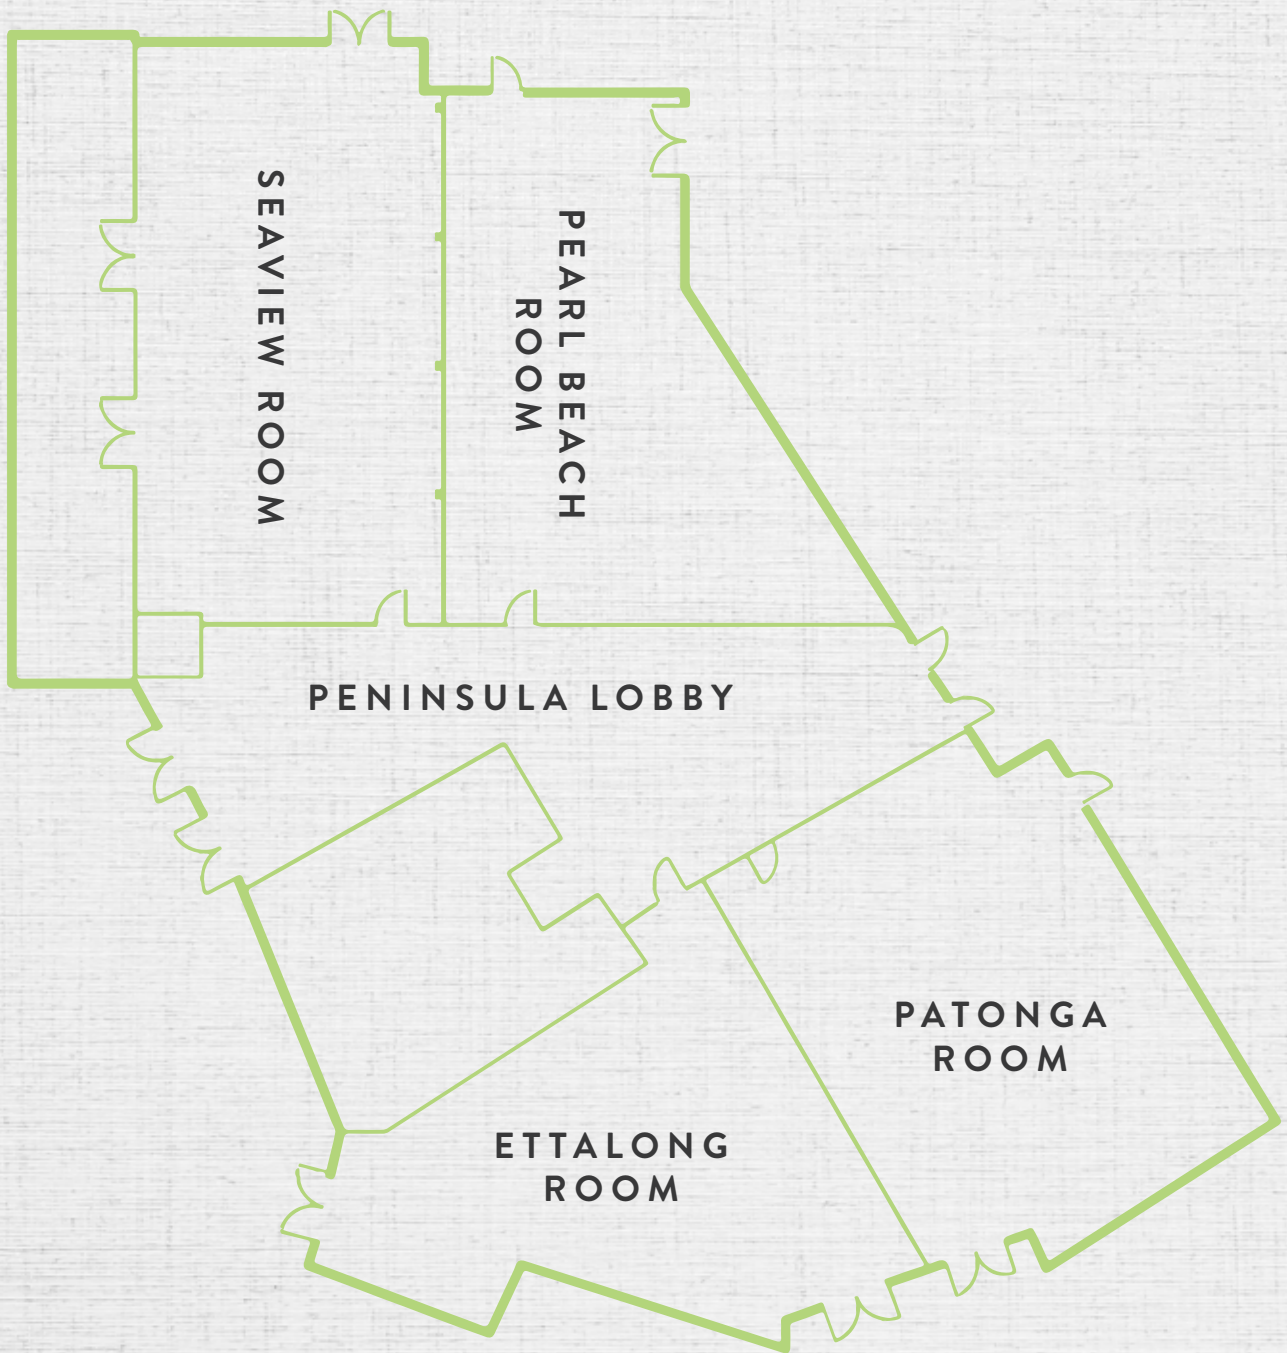 SEAVIEW ROOM
PEARL BEACH
ROOM
PENINSULA LOBBY
PATONGA
ROOM
ETTALONG
ROOM